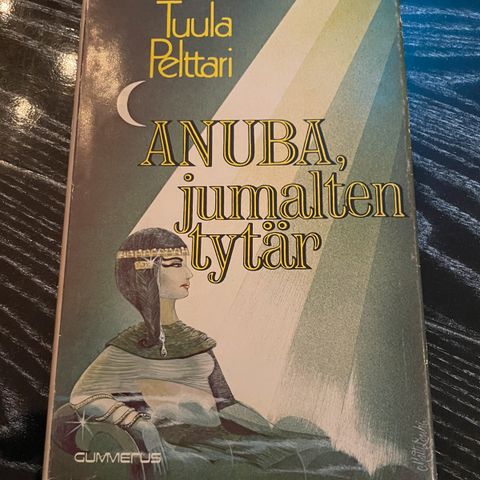 Tuula
Pelttari
ANUBA,
jumalten
tytär
GUMMERUS